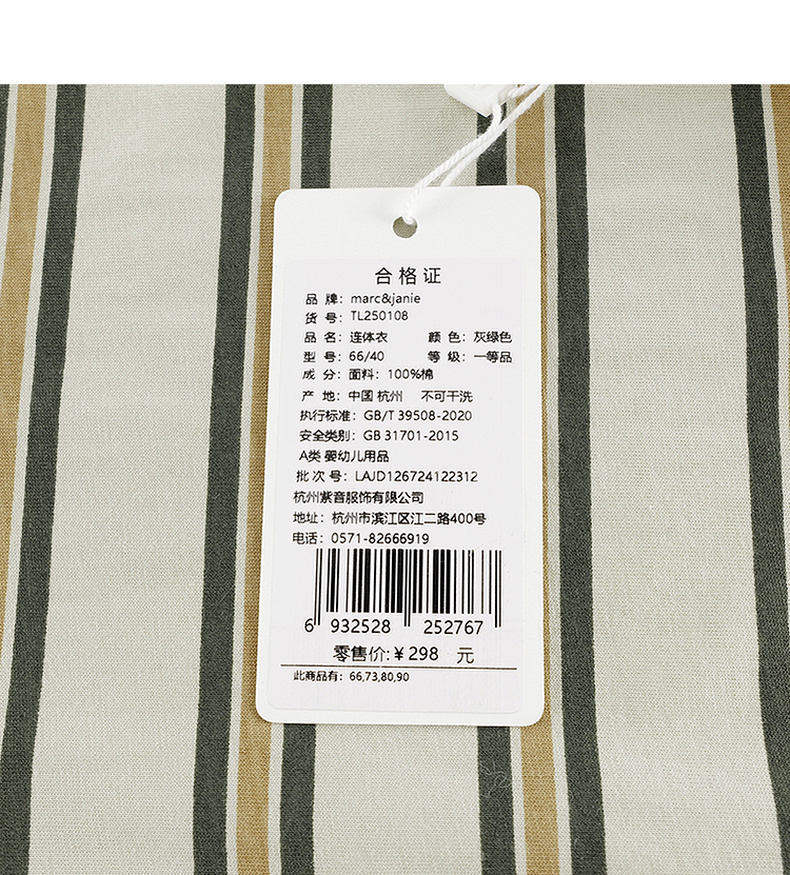 合格证
品 牌：marc&janie
货 号：TL250108
品 名：连体衣 颜 色：灰绿色
型 号：66/40 等 级：一等品
成 分：面料：100%棉
产 地：中国 杭州 不可干洗
执行标准：GB/T 39508-2020
安全类别：GB 31701-2015
A类 婴幼儿用品
批 次 号：LAJD126724122312
杭州紫音服饰有限公司
地址：杭州市滨江区江二路400号
电话：0571-82666919
6 932528 252767
零售价:￥298 元
此商品有：66,73,80,90